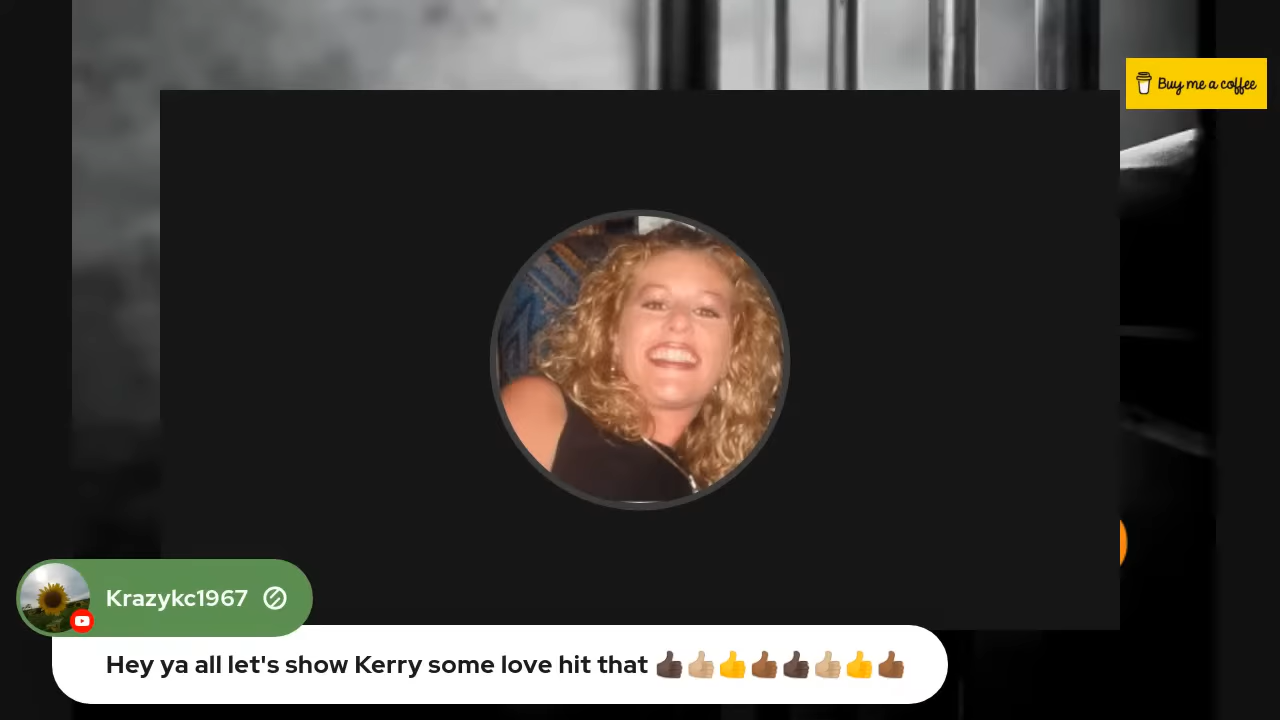 Buy me a coffee
Krazykc1967
Hey ya all let's show Kerry some love hit that 👍🏿👍🏼👍👍🏾👍🏿👍🏼👍👍🏾